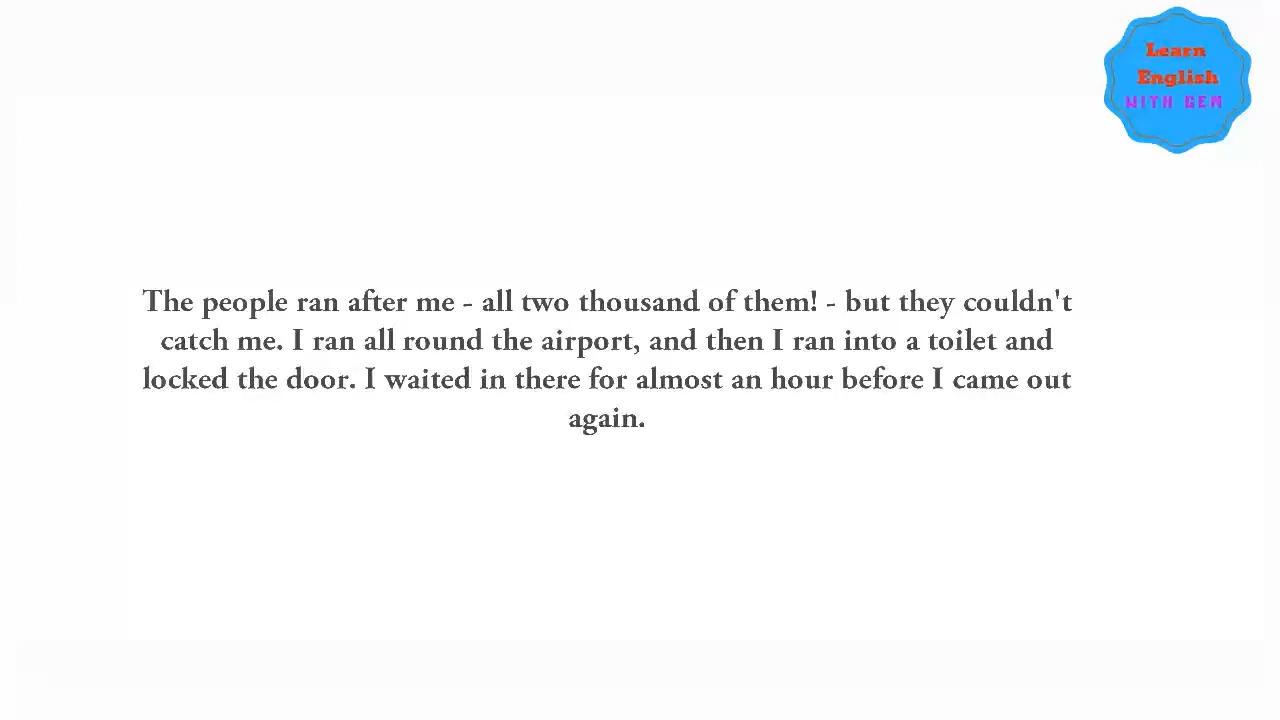 Learn
English
WITH GEM
The people ran after me - all two thousand of them! - but they couldn't
catch me. I ran all round the airport, and then I ran into a toilet and
locked the door. I waited in there for almost an hour before I came out
again.